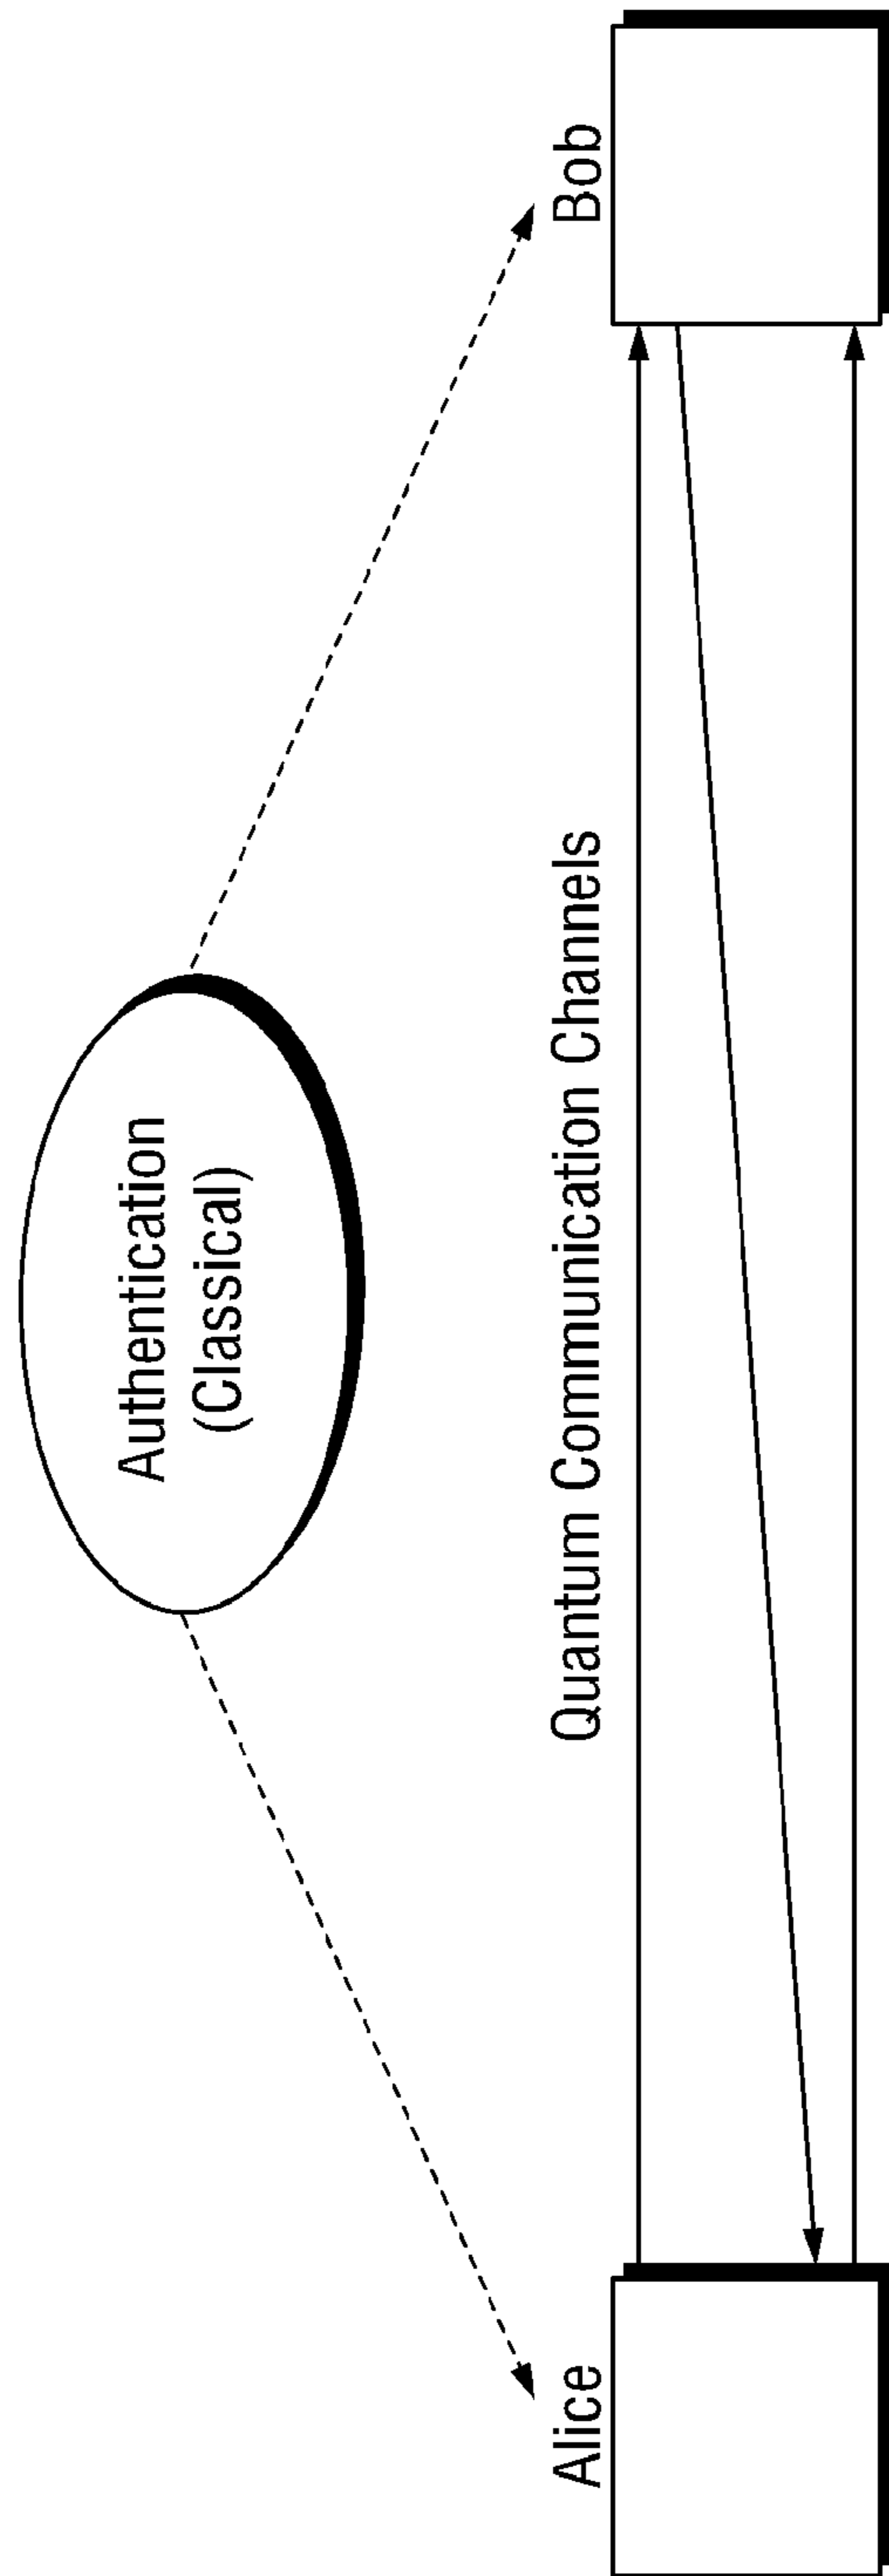 Authentication
(Classical)
Alice
Quantum Communication Channels
Bob